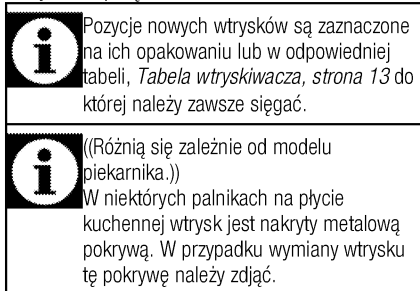 Pozycje nowych wtrysków są zaznaczone
na ich opakowaniu lub w odpowiedniej
tabeli, Tabela wtryskiwacza, strona 13 do
której należy zawsze sięgać.
((Różnią się zależnie od modelu
piekarnika.))
W niektórych palnikach na płycie
kuchennej wtrysk jest nakryty metalową
pokrywą. W przypadku wymiany wtrysku
tę pokrywę należy zdjąć.